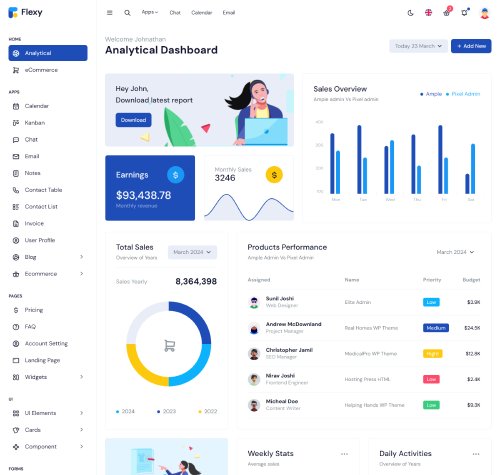 Flexy
Apps
Chat
Calendar
Email
HOME
Analytical
eCommerce
APPS
Calendar
Kanban
Chat
Email
Notes
Contact Table
Contact List
Invoice
User Profile
Blog
Ecommerce
PAGES
Pricing
FAQ
Account Setting
Landing Page
Widgets
UI
UI Elements
Cards
Component
FORMS
Welcome Johnathan
Analytical Dashboard
Today 23 March
+ Add New
Hey John,
Download latest report
Download
Earnings
$
$93,438.78
Monthly revenue
Monthly Sales
3246
$
Sales Overview
Ample admin Vs Pixel admin
Ample
Pixel Admin
400
300
200
100
Mon Tue Wed Thu Fri Sat
Total Sales
Overview of Years
March 2024
Sales Yearly
8,364,398
2024 2023 2022
Products Performance
Ample Admin Vs Pixel Admin
March 2024
Assigned Name Priority Budget
Sunil Joshi
Web Designer
Elite Admin Low $3.9K
Andrew McDownland
Project Manager
Real Homes WP Theme Medium $24.5K
Christopher Jamil
SEO Manager
MedicalPro WP Theme Hight $12.8K
Nirav Joshi
Frontend Engineer
Hosting Press HTML Low $2.4K
Micheal Doe
Content Writer
Helping Hands WP Theme Low $9.3K
Weekly Stats
Average sales
Daily Activities
Overview of Years